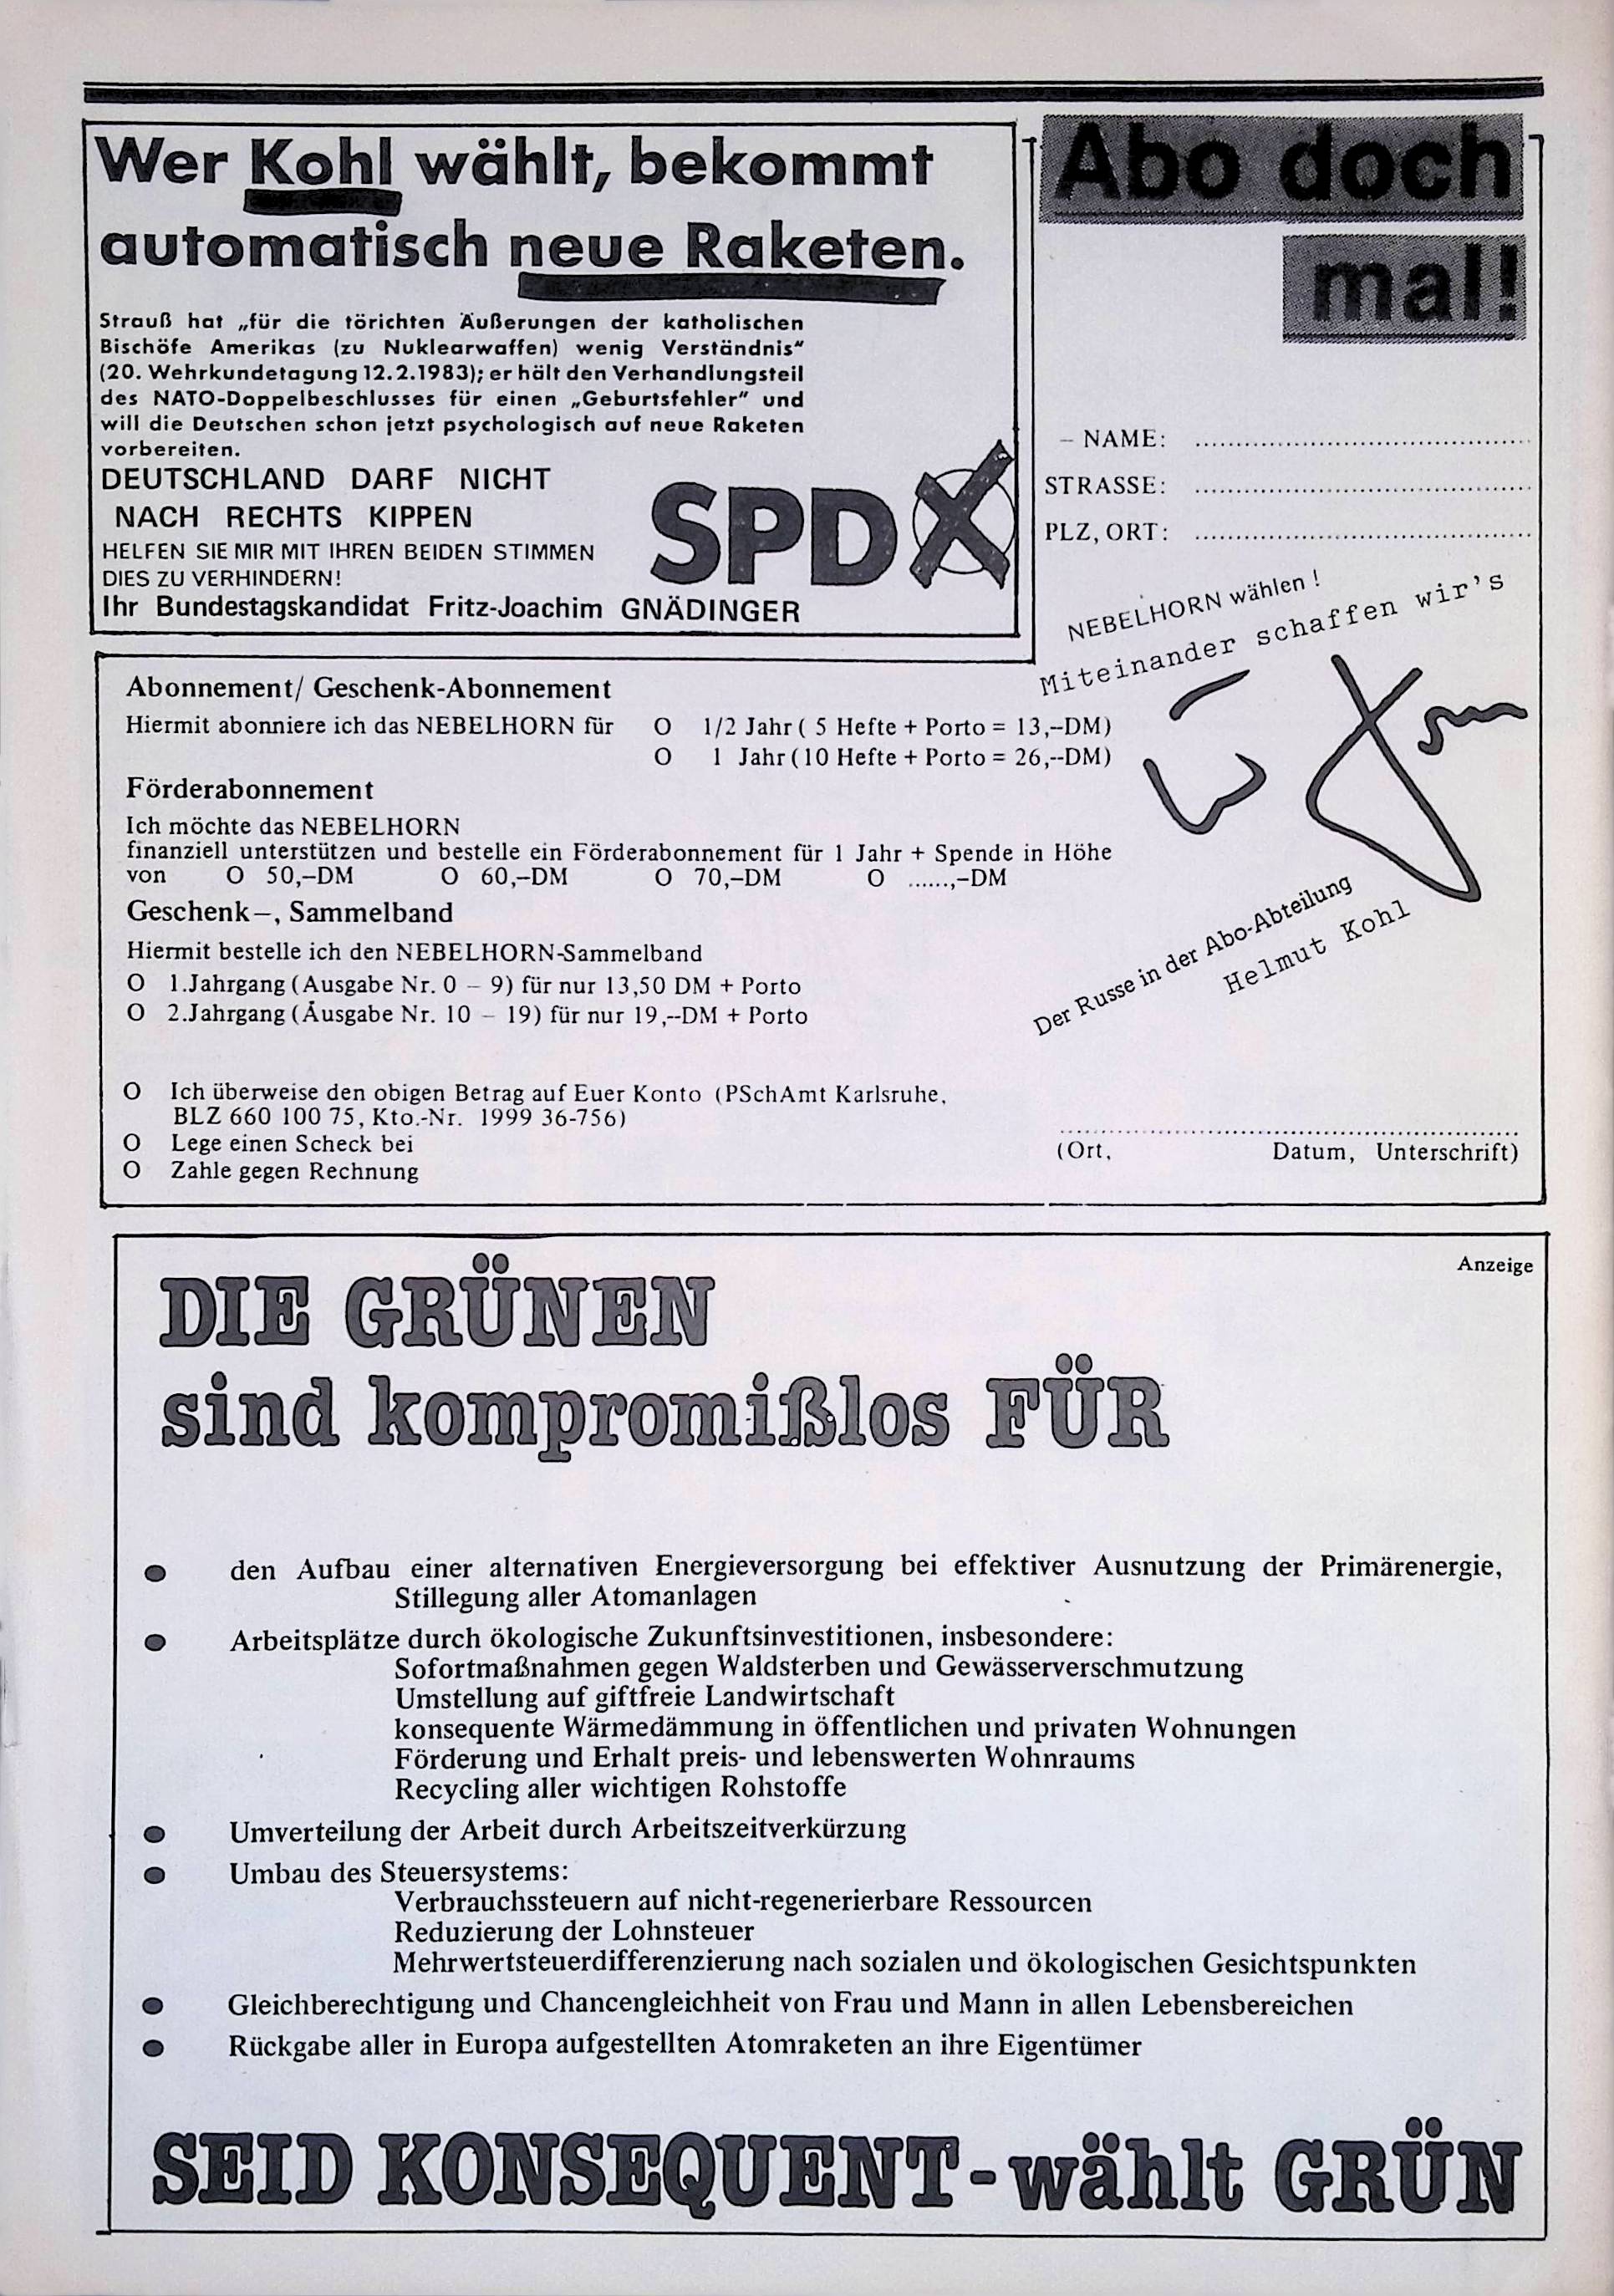 Wer Kohl wählt, bekommt
automatisch neue Raketen.
Strauß hat „für die törichten Äußerungen der katholischen
Bischöfe Amerikas (zu Nuklearwaffen) wenig Verständnis“
(20. Wehrkundetagung 12.2.1983); er hält den Verhandlungsteil
des NATO-Doppelbeschlusses für einen „Geburtsfehler“ und
will die Deutschen schon jetzt psychologisch auf neue Raketen
vorbereiten.
DEUTSCHLAND DARF NICHT
NACH RECHTS KIPPEN
HELFEN SIE MIR MIT IHREN BEIDEN STIMMEN
DIES ZU VERHINDERN!
Ihr Bundestagskandidat Fritz-Joachim GNÄDINGER
SPD
Abo doch
mal!
– NAME: ........................................
STRASSE: ........................................
PLZ, ORT: ........................................
NEBELHORN wählen !
Miteinander schaffen wir's
Der Russe in der Abo-Abteilung
Helmut Kohl
Abonnement/ Geschenk-Abonnement
Hiermit abonniere ich das NEBELHORN für O 1/2 Jahr ( 5 Hefte + Porto = 13,--DM)
O 1 Jahr (10 Hefte + Porto = 26,--DM)
Förderabonnement
Ich möchte das NEBELHORN
finanziell unterstützen und bestelle ein Förderabonnement für 1 Jahr + Spende in Höhe
von O 50,–DM O 60,–DM O 70,–DM O ......,–DM
Geschenk–, Sammelband
Hiermit bestelle ich den NEBELHORN-Sammelband
O 1.Jahrgang (Ausgabe Nr. 0 – 9) für nur 13,50 DM + Porto
O 2.Jahrgang (Ausgabe Nr. 10 – 19) für nur 19,--DM + Porto
O Ich überweise den obigen Betrag auf Euer Konto (PSchAmt Karlsruhe,
BLZ 660 100 75, Kto.-Nr. 1999 36-756)
O Lege einen Scheck bei
O Zahle gegen Rechnung
(Ort, Datum, Unterschrift)
Anzeige
DIE GRÜNEN
sind kompromißlos FÜR
den Aufbau einer alternativen Energieversorgung bei effektiver Ausnutzung der Primärenergie,
Stillegung aller Atomanlagen
Arbeitsplätze durch ökologische Zukunftsinvestitionen, insbesondere:
Sofortmaßnahmen gegen Waldsterben und Gewässerverschmutzung
Umstellung auf giftfreie Landwirtschaft
konsequente Wärmedämmung in öffentlichen und privaten Wohnungen
Förderung und Erhalt preis- und lebenswerten Wohnraums
Recycling aller wichtigen Rohstoffe
Umverteilung der Arbeit durch Arbeitszeitverkürzung
Umbau des Steuersystems:
Verbrauchssteuern auf nicht-regenerierbare Ressourcen
Reduzierung der Lohnsteuer
Mehrwertsteuerdifferenzierung nach sozialen und ökologischen Gesichtspunkten
Gleichberechtigung und Chancengleichheit von Frau und Mann in allen Lebensbereichen
Rückgabe aller in Europa aufgestellten Atomraketen an ihre Eigentümer
SEID KONSEQUENT - wählt GRÜN